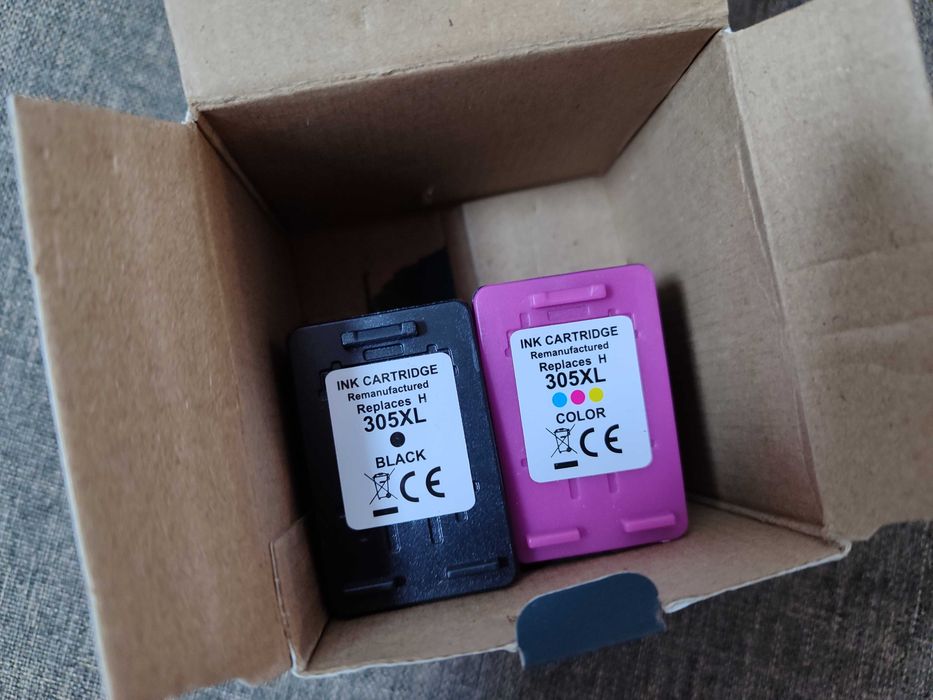 INK CARTRIDGE
Remanufactured
Replaces H
305XL
BLACK
CE
INK CARTRIDGE
Remanufactured
Replaces H
305XL
COLOR
CE